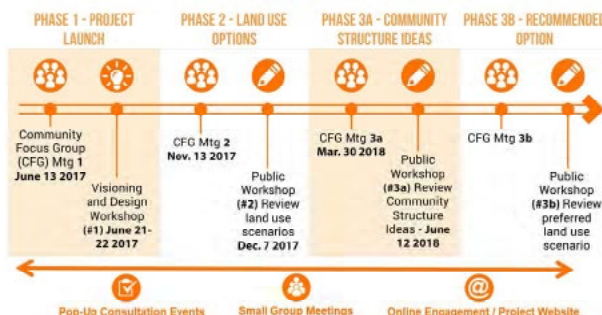 PHASE 1 - PROJECT
LAUNCH
PHASE 2 - LAND USE
OPTIONS
PHASE 3A - COMMUNITY
STRUCTURE IDEAS
PHASE 3B - RECOMMENDED
OPTION
Community
Focus Group
(CFG) Mtg 1
June 13 2017
Visioning
and Design
Workshop
(#1) June 21-
22 2017
CFG Mtg 2
Nov. 13 2017
Public
Workshop
(#2) Review
land use
scenarios
Dec. 7 2017
CFG Mtg 3a
Mar. 30 2018
Public
Workshop
(#3a) Review
Community
Structure
Ideas - June
12 2018
CFG Mtg 3b
Public
Workshop
(#3b) Review
preferred
land use
scenario
Pop-Up Consultation Events
Small Group Meetings
@
Online Engagement / Project Website